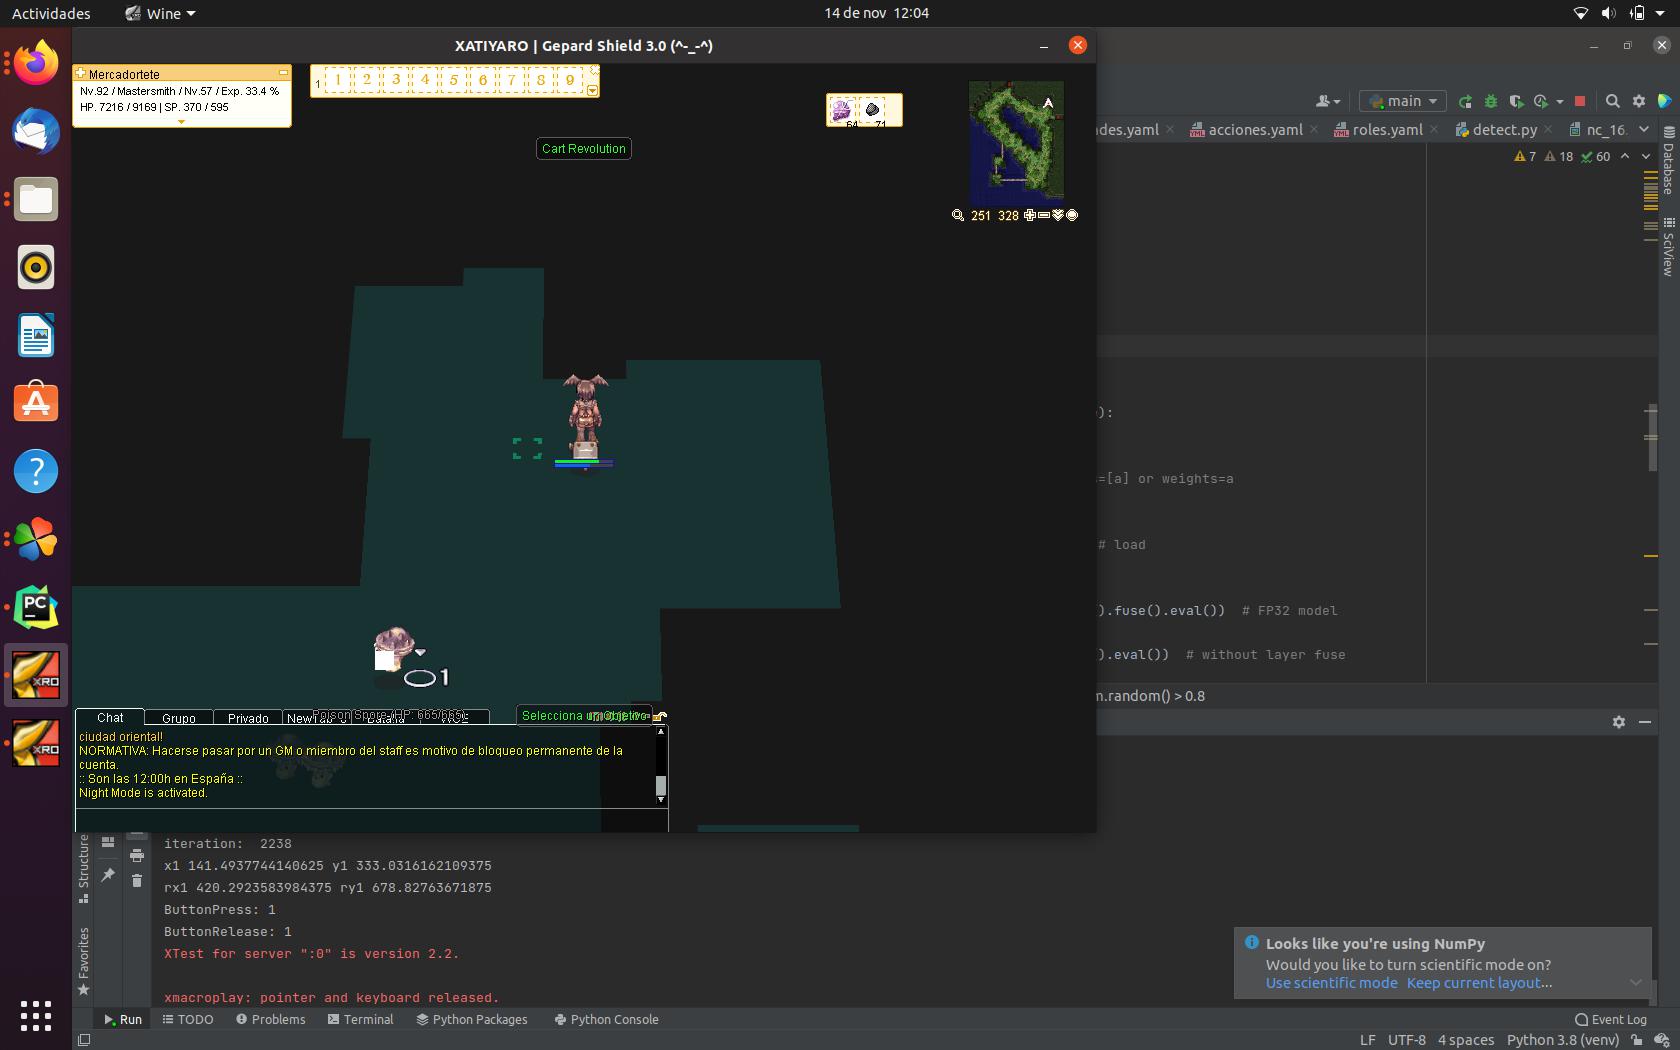 Actividades
Wine
14 de nov 12:04
XATIYARO | Gepard Shield 3.0 (^-_-^)
Mercadortete
Nv.92 / Mastersmith / Nv.57 / Exp. 33.4 %
HP. 7216 / 9169 | SP. 370 / 595
1 1 2 3 4 5 6 7 8 9
64 71
Cart Revolution
251 328
main
des.yaml
acciones.yaml
roles.yaml
detect.py
nc_16.
7 18 60
Database
SciView
):
=[a] or weights=a
# load
).fuse().eval()) # FP32 model
).eval()) # without layer fuse
m.random() > 0.8
1
Poison Spore (HP: 665/665)
Selecciona un objetivo
Chat
Grupo
Privado
ciudad oriental!
NORMATIVA: Hacerse pasar por un GM o miembro del staff es motivo de bloqueo permanente de la
cuenta.
:: Son las 12:00h en España ::
Night Mode is activated.
PC
XRO
XRO
Structure
Favorites
iteration: 2238
x1 141.4937744140625 y1 333.0316162109375
rx1 420.2923583984375 ry1 678.82763671875
ButtonPress: 1
ButtonRelease: 1
XTest for server ":0" is version 2.2.
xmacroplay: pointer and keyboard released.
Looks like you're using NumPy
Would you like to turn scientific mode on?
Use scientific mode Keep current layout...
Run
TODO
Problems
Terminal
Python Packages
Python Console
Event Log
LF UTF-8 4 spaces Python 3.8 (venv)